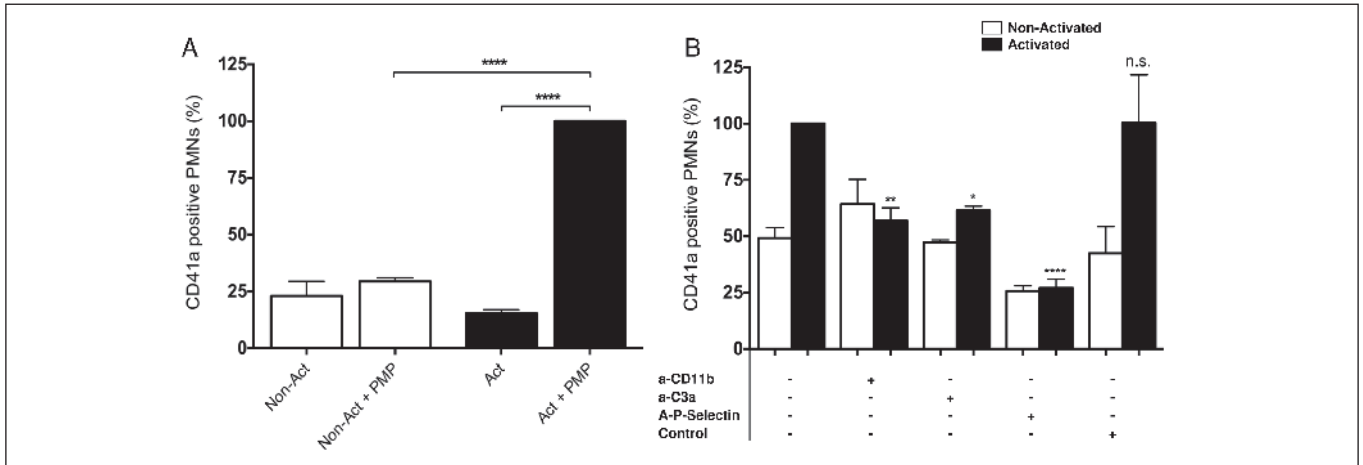 A
CD41a positive PMNs (%)
125
100
75
50
25
0
****
****
Non-Act
Non-Act + PMP
Act
Act + PMP
B
Non-Activated
Activated
CD41a positive PMNs (%)
125
100
75
50
25
0
**
*
****
n.s.
a-CD11b - + - - -
a-C3a - - + - -
A-P-Selectin - - - + -
Control - - - - +